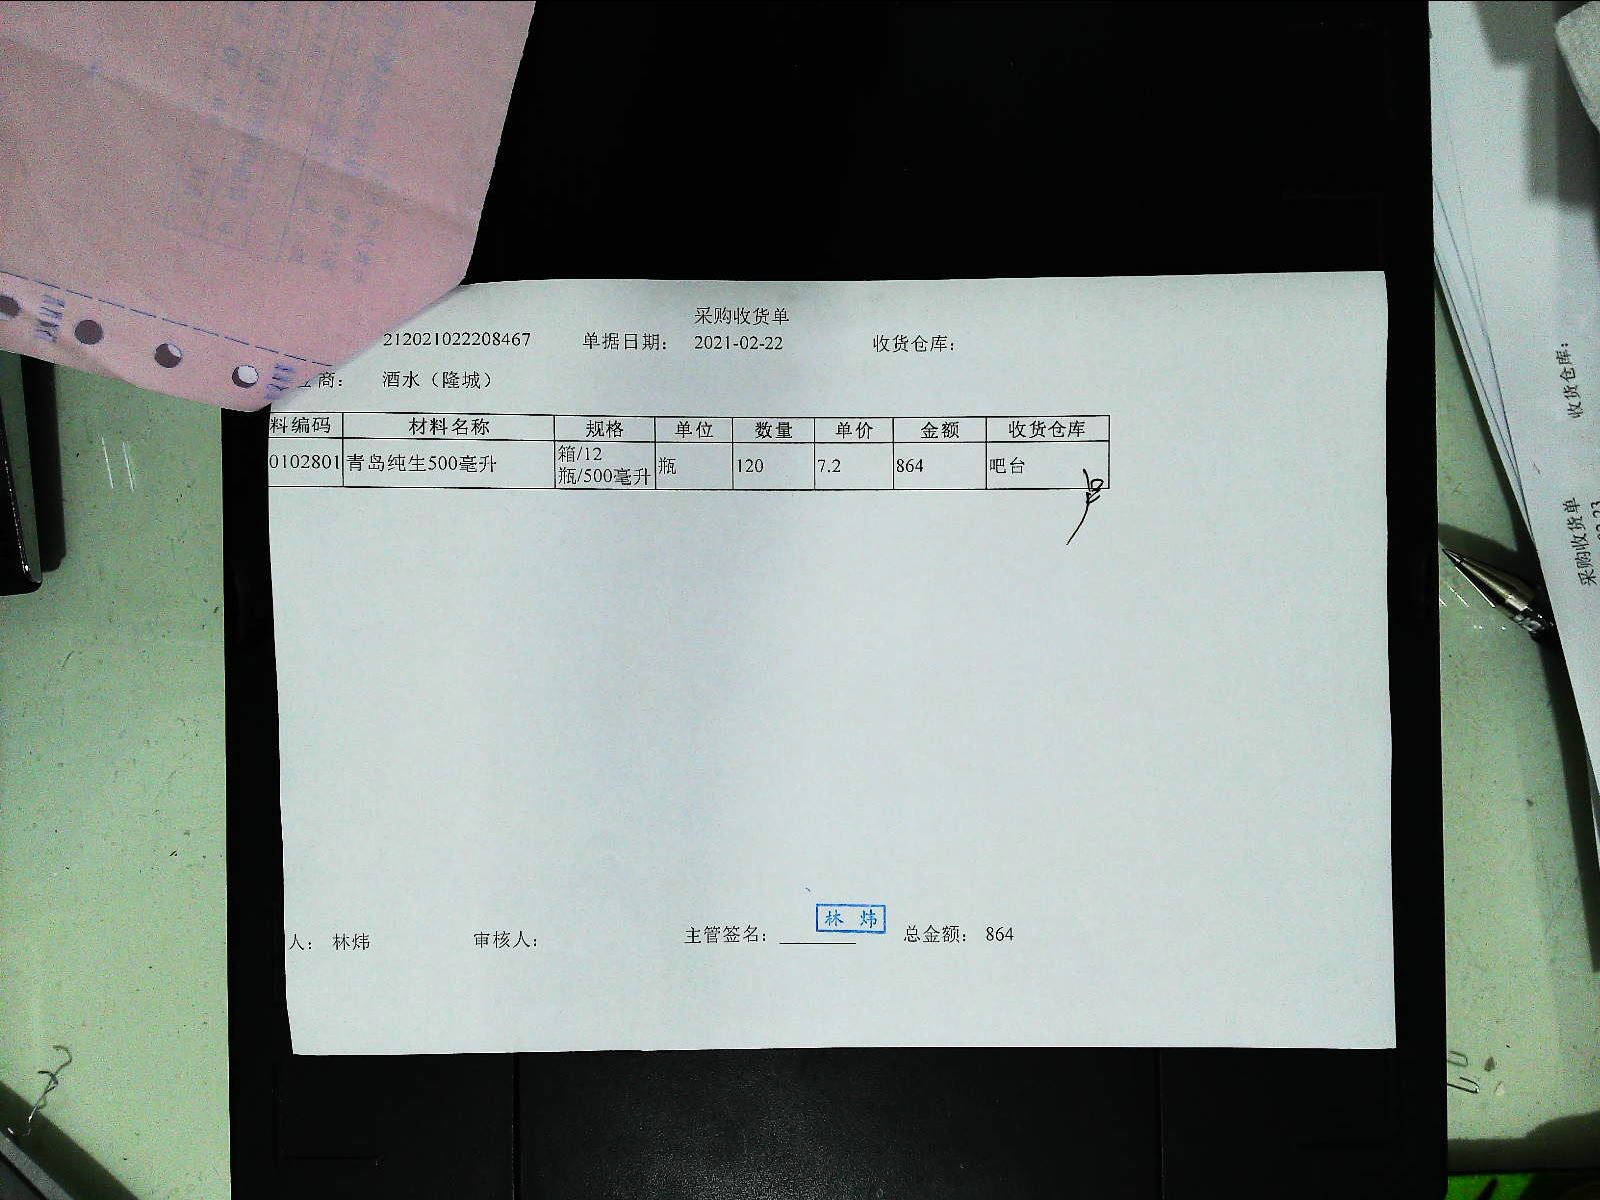 采购收货单
212021022208467 单据日期： 2021-02-22 收货仓库：
商： 酒水（隆城）
料编码 材料名称 规格 单位 数量 单价 金额 收货仓库
0102801 青岛纯生500毫升 箱/12 瓶/500毫升 瓶 120 7.2 864 吧台
林 炜
人： 林炜 审核人： 主管签名： 总金额： 864
收货仓库：
采购收货单